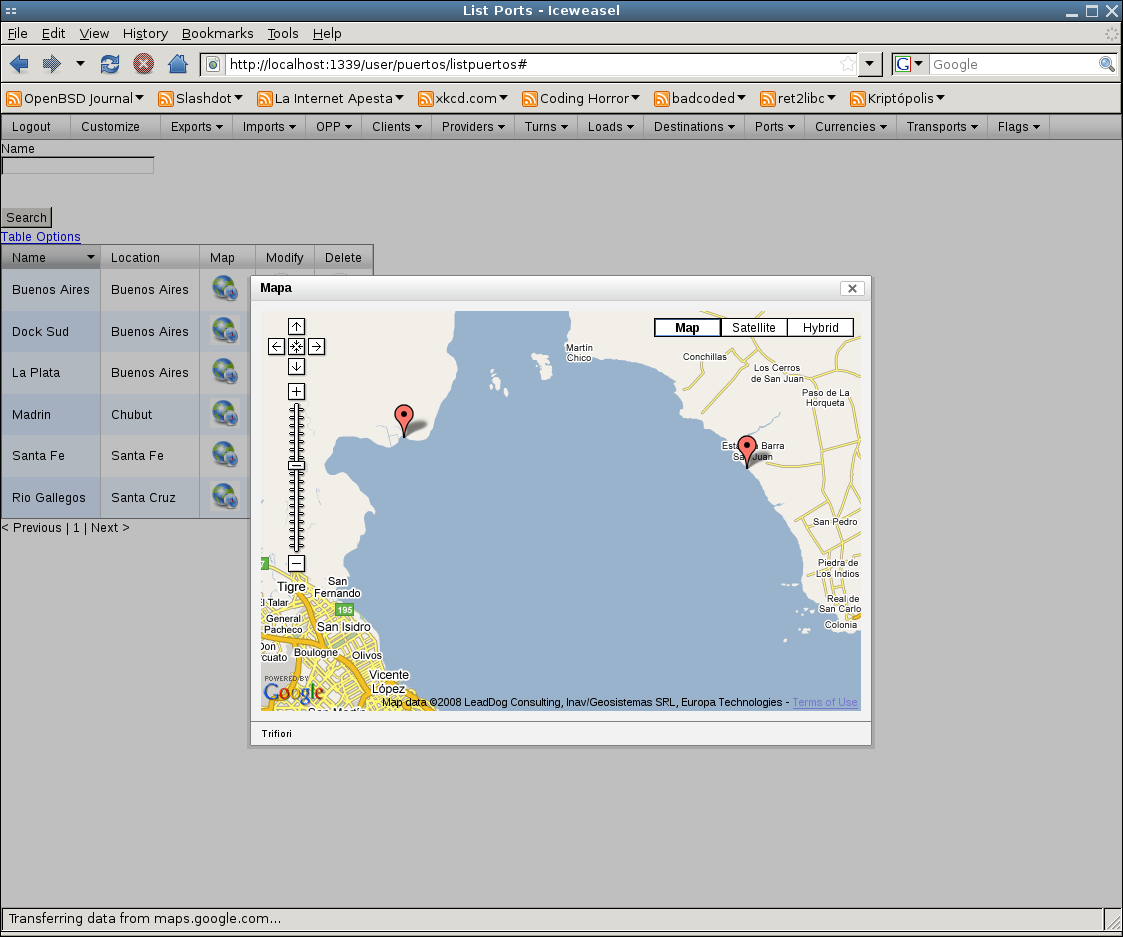 List Ports - Iceweasel
File Edit View History Bookmarks Tools Help
http://localhost:1339/user/puertos/listpuertos#
G Google
OpenBSD Journal Slashdot La Internet Apesta xkcd.com Coding Horror badcoded ret2libc Kriptópolis
Logout Customize Exports Imports OPP Clients Providers Turns Loads Destinations Ports Currencies Transports Flags
Name
Search
Table Options
Name Location Map Modify Delete
Buenos Aires Buenos Aires
Dock Sud Buenos Aires
La Plata Buenos Aires
Madrin Chubut
Santa Fe Santa Fe
Rio Gallegos Santa Cruz
< Previous | 1 | Next >
Mapa
Map Satellite Hybrid
Martín
Chico
Conchillas
Los Cerros
de San Juan
Paso de La
Horqueta
Barra
Juan
San Pedro
Piedra de
Los Indios
Real de
San Carlo
Colonia
7
Tigre
San
Fernando
El Talar
195
General
Pacheco
San Isidro
Don
cuato
Boulogne
Olivos
Vicente
López
POWERED BY
Google
Map data ©2008 LeadDog Consulting, Inav/Geosistemas SRL, Europa Technologies - Terms of Use
Trifiori
Transferring data from maps.google.com...